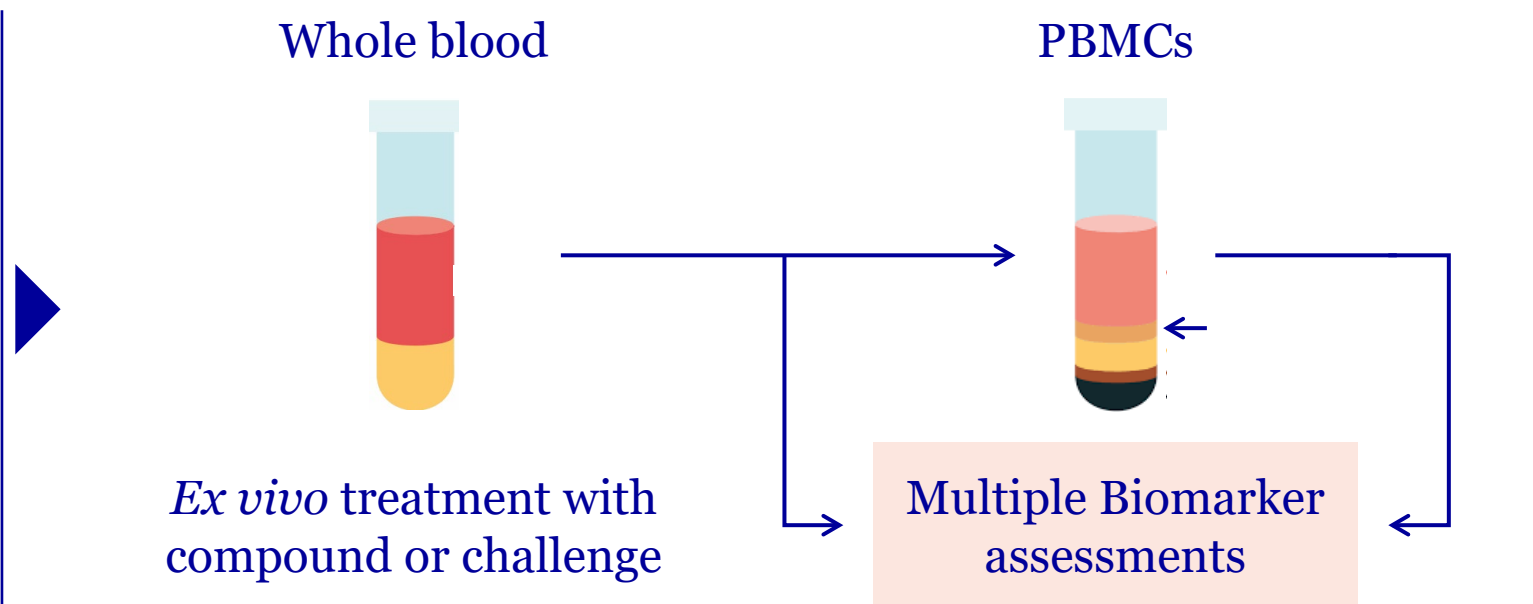 Whole blood
PBMCs
Ex vivo treatment with
compound or challenge
Multiple Biomarker
assessments